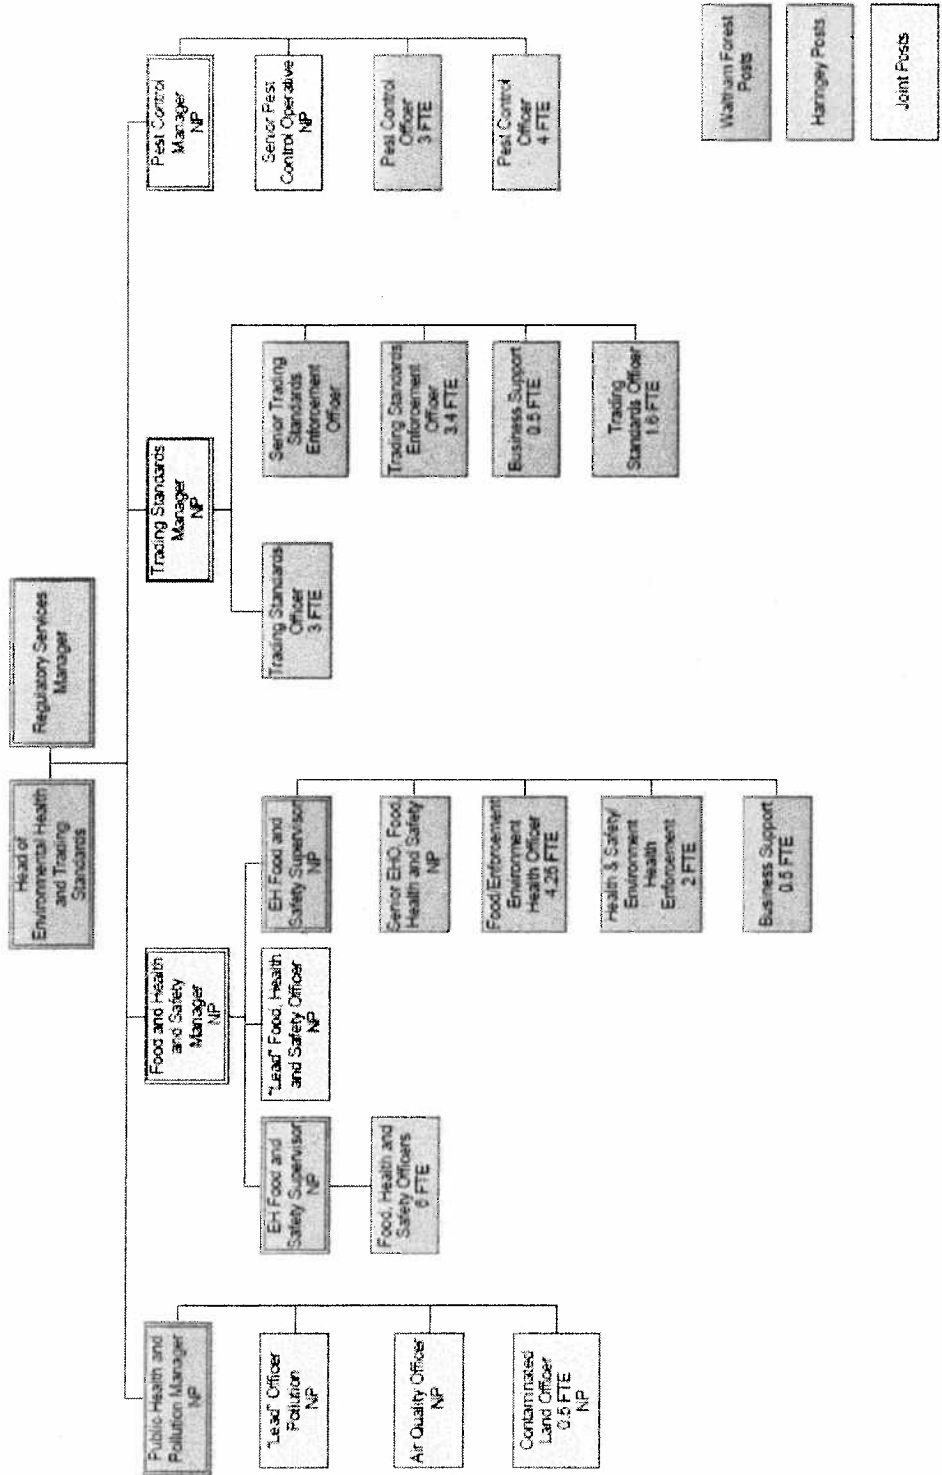 Head of
Environmental Health
and Trading
Standards
Regulatory Services
Manager
Public Health and
Pollution Manager
NP
"Lead" Officer
Pollution
NP
Air Quality Officer
NP
Contaminated
Land Officer
0.5 FTE
NP
Food and Health
and Safety
Manager
NP
EH Food and
Safety Supervisor
NP
Food, Health and
Safety Officers
6 FTE
"Lead" Food, Health
and Safety Officer
NP
EH Food and
Safety Supervisor
NP
Senior EHO, Food,
Health and Safety
NP
Food/Enforcement
Environment
Health Officer
4.25 FTE
Health & Safety/
Environment
Health
Enforcement
2 FTE
Business Support
0.5 FTE
Trading Standards
Manager
NP
Trading Standards
Officer
3 FTE
Senior Trading
Standards
Enforcement
Officer
Trading Standards
Enforcement
Officer
3.4 FTE
Business Support
0.5 FTE
Trading
Standards Officer
1.6 FTE
Pest Control
Manager
NP
Senior Pest
Control Operative
NP
Pest Control
Officer
3 FTE
Pest Control
Officer
4 FTE
Waltham Forest
Posts
Haringey Posts
Joint Posts